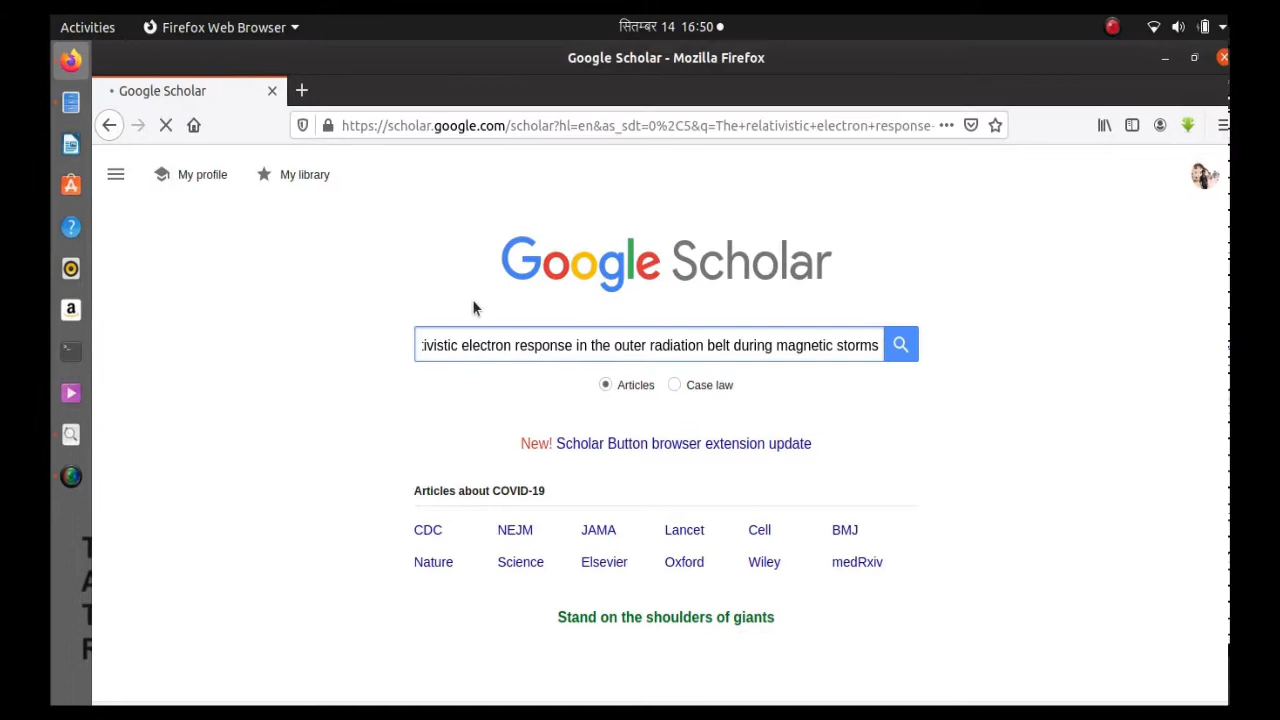 Activities
Firefox Web Browser
सितम्बर 14 16:50
Google Scholar - Mozilla Firefox
Google Scholar
https://scholar.google.com/scholar?hl=en&as_sdt=0%2C5&q=The+relativistic+electron+response-
My profile
My library
Google Scholar
tivistic electron response in the outer radiation belt during magnetic storms
Articles
Case law
New! Scholar Button browser extension update
Articles about COVID-19
CDC NEJM JAMA Lancet Cell BMJ
Nature Science Elsevier Oxford Wiley medRxiv
Stand on the shoulders of giants